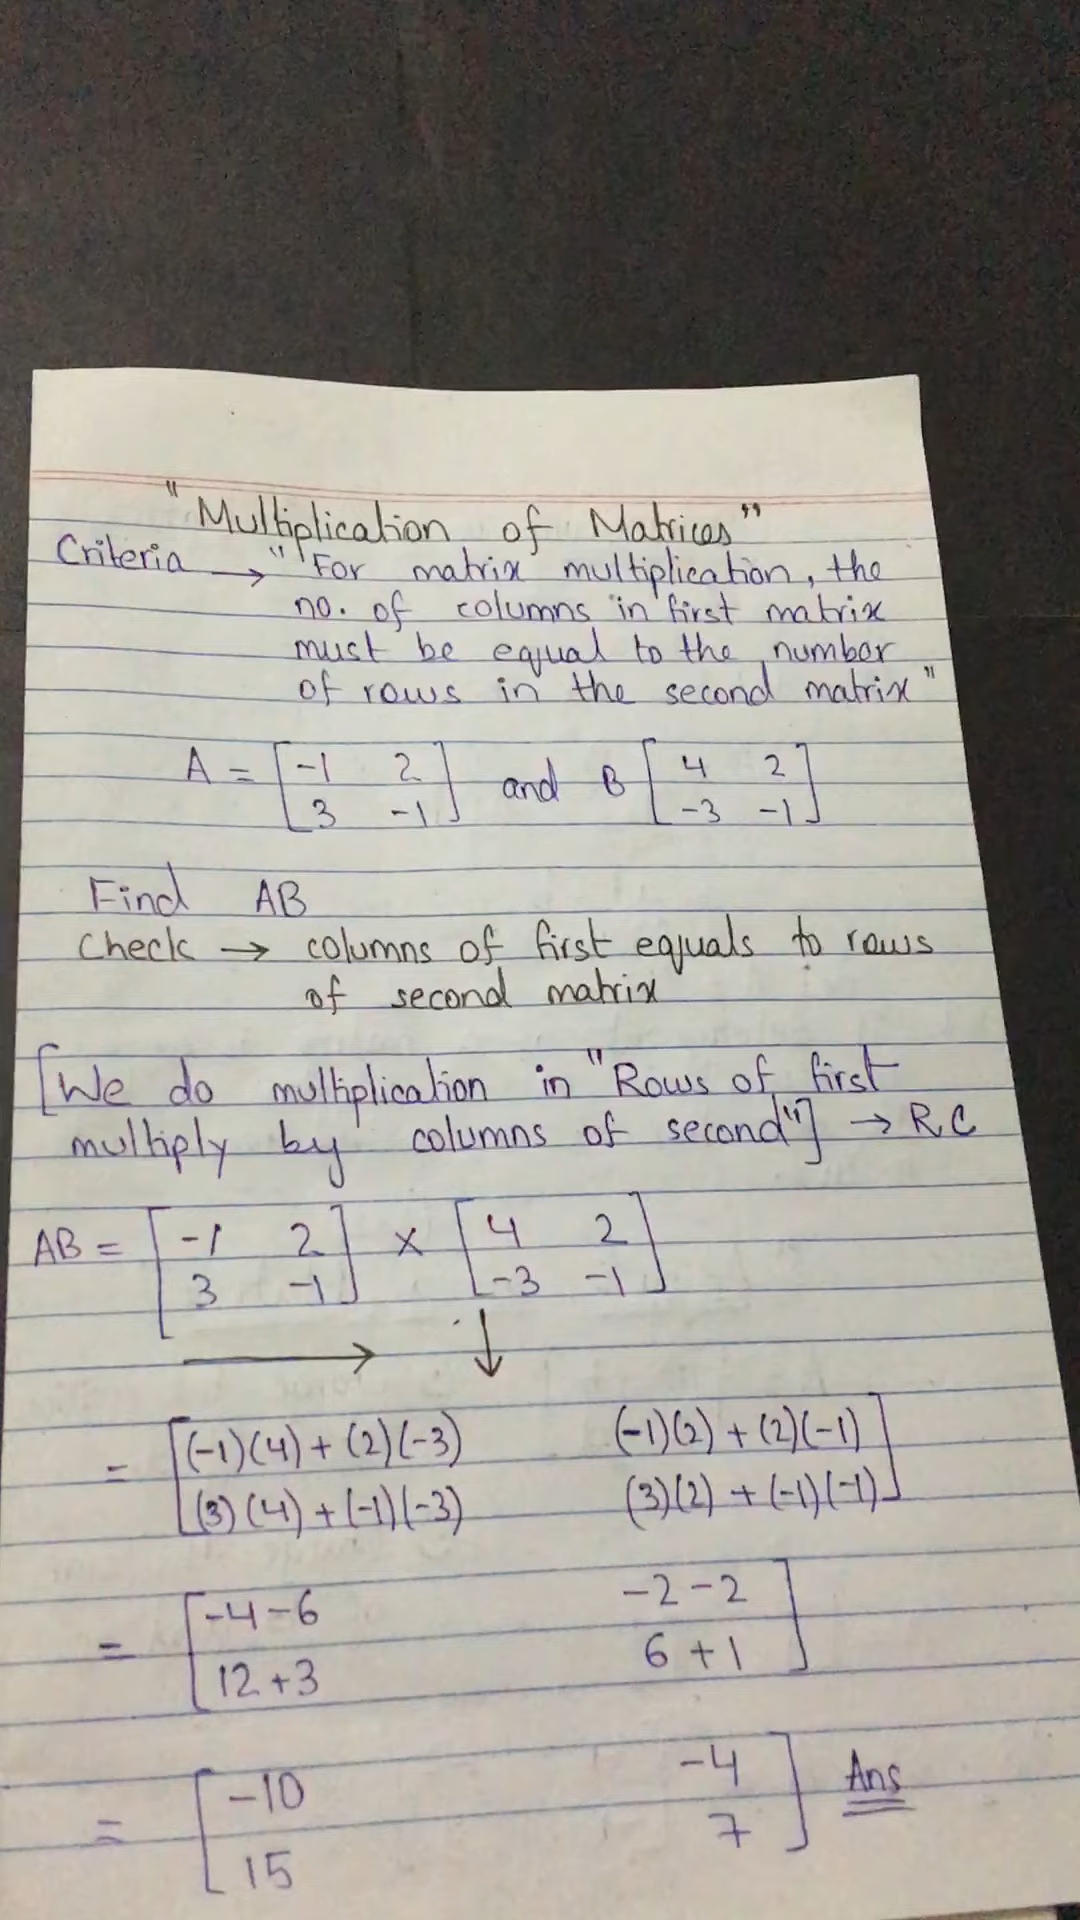 "Multiplication of Matrices"
Criteria → "For matrix multiplication, the
no. of columns in first matrix
must be equal to the number
of rows in the second matrix"
A = [-1 2] and B [4 2]
[3 -1] [-3 -1]
Find AB
Check → columns of first equals to rows
of second matrix
[We do multiplication in "Rows of first
multiply by columns of second"] → RC
AB = [-1 2] × [4 2]
[3 -1] [-3 -1]
→ ↓
= [(-1)(4) + (2)(-3) (-1)(2) + (2)(-1)]
[(3)(4) + (-1)(-3) (3)(2) + (-1)(-1)]
= [-4-6 -2-2]
[12+3 6+1]
= [-10 -4] Ans
[15 7]